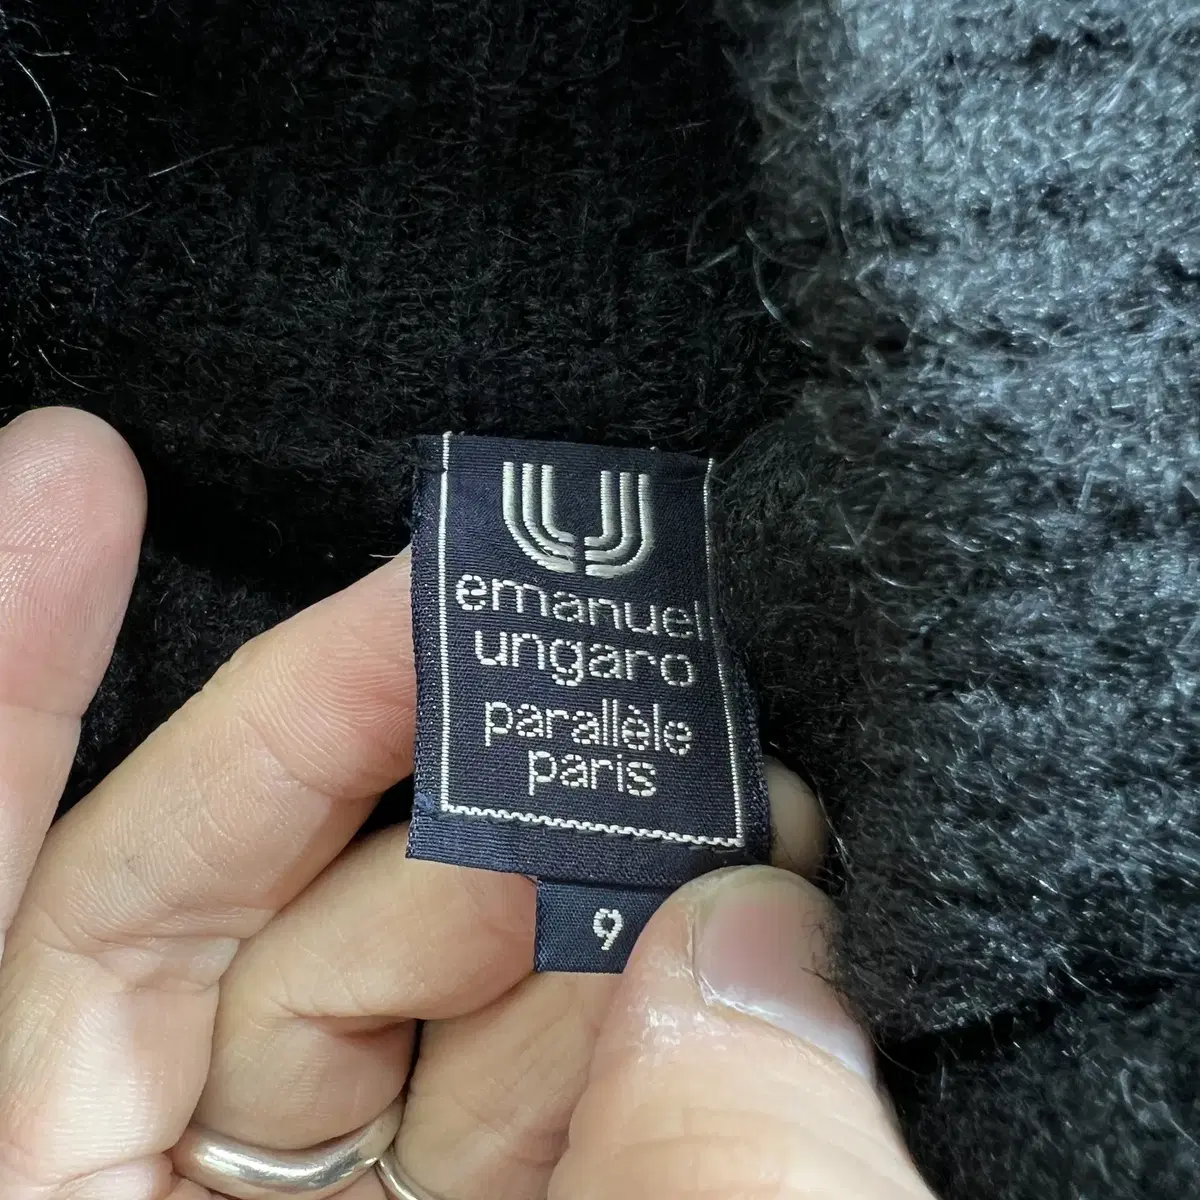 emanuel
ungaro
parallèle
paris
9